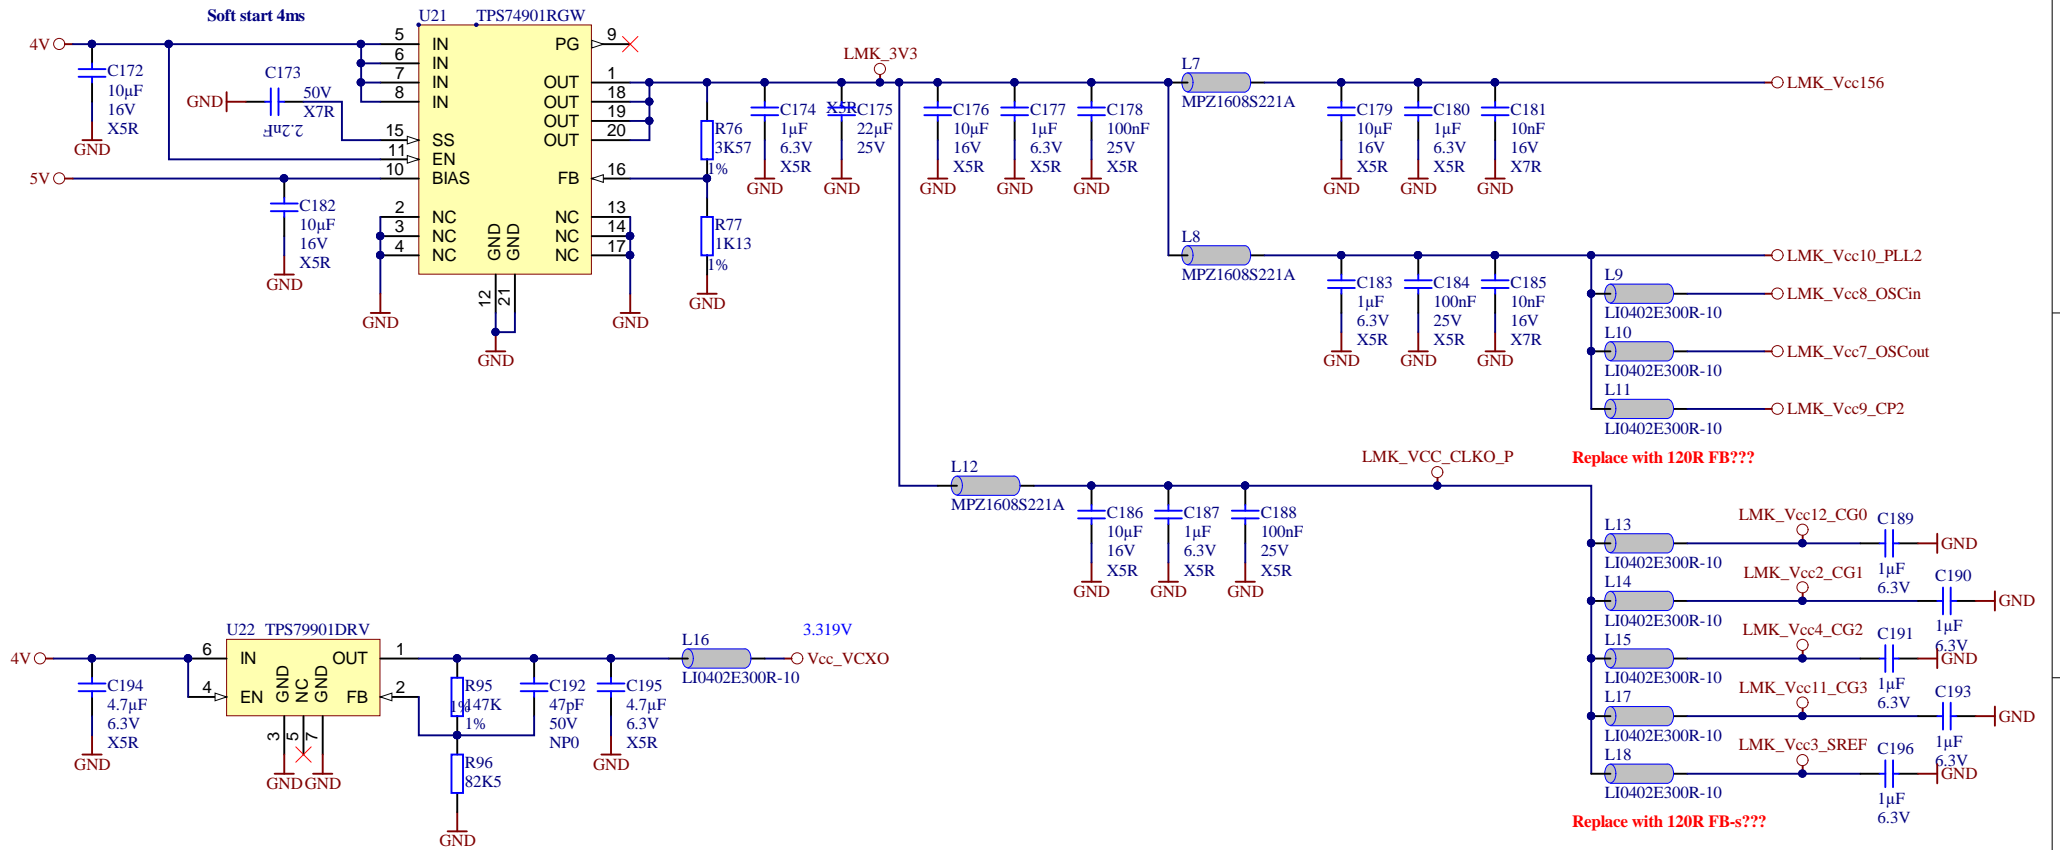 Soft start 4ms
U21
TPS74901RGW
4V
5 IN
6 IN
7 IN
8 IN
15 SS
11 EN
10 BIAS
2 NC
3 NC
4 NC
GND 12
GND 21
PG 9
OUT 1
OUT 18
OUT 19
OUT 20
FB 16
NC 13
NC 14
NC 17
C172
10µF
16V
X5R
GND
C173
50V
X7R
2.2nF
GND
5V
C182
10µF
16V
X5R
GND
GND
GND
GND
R76
3K57
1%
R77
1K13
1%
GND
C174
1µF
6.3V
X5R
GND
X5R
C175
22µF
25V
GND
LMK_3V3
C176
10µF
16V
X5R
GND
C177
1µF
6.3V
X5R
GND
C178
100nF
25V
X5R
GND
L7
MPZ1608S221A
C179
10µF
16V
X5R
GND
C180
1µF
6.3V
X5R
GND
C181
10nF
16V
X7R
GND
LMK_Vcc156
L8
MPZ1608S221A
C183
1µF
6.3V
X5R
GND
C184
100nF
25V
X5R
GND
C185
10nF
16V
X7R
GND
LMK_Vcc10_PLL2
L9
LI0402E300R-10
LMK_Vcc8_OSCin
L10
LI0402E300R-10
LMK_Vcc7_OSCout
L11
LI0402E300R-10
LMK_Vcc9_CP2
Replace with 120R FB???
L12
MPZ1608S221A
C186
10µF
16V
X5R
GND
C187
1µF
6.3V
X5R
GND
C188
100nF
25V
X5R
GND
LMK_VCC_CLKO_P
L13
LI0402E300R-10
LMK_Vcc12_CG0
C189
1µF
6.3V
GND
L14
LI0402E300R-10
LMK_Vcc2_CG1
C190
1µF
6.3V
GND
L15
LI0402E300R-10
LMK_Vcc4_CG2
C191
1µF
6.3V
GND
L17
LI0402E300R-10
LMK_Vcc11_CG3
C193
1µF
6.3V
GND
L18
LI0402E300R-10
LMK_Vcc3_SREF
C196
1µF
6.3V
GND
Replace with 120R FB-s???
U22 TPS79901DRV
4V
6 IN
4 EN
GND 3
NC 5
GND 7
OUT 1
FB 2
C194
4.7µF
6.3V
X5R
GND
GND
GND
R95
147K
1%
1%
R96
82K5
GND
C192
47pF
50V
NP0
C195
4.7µF
6.3V
X5R
GND
L16
LI0402E300R-10
3.319V
Vcc_VCXO